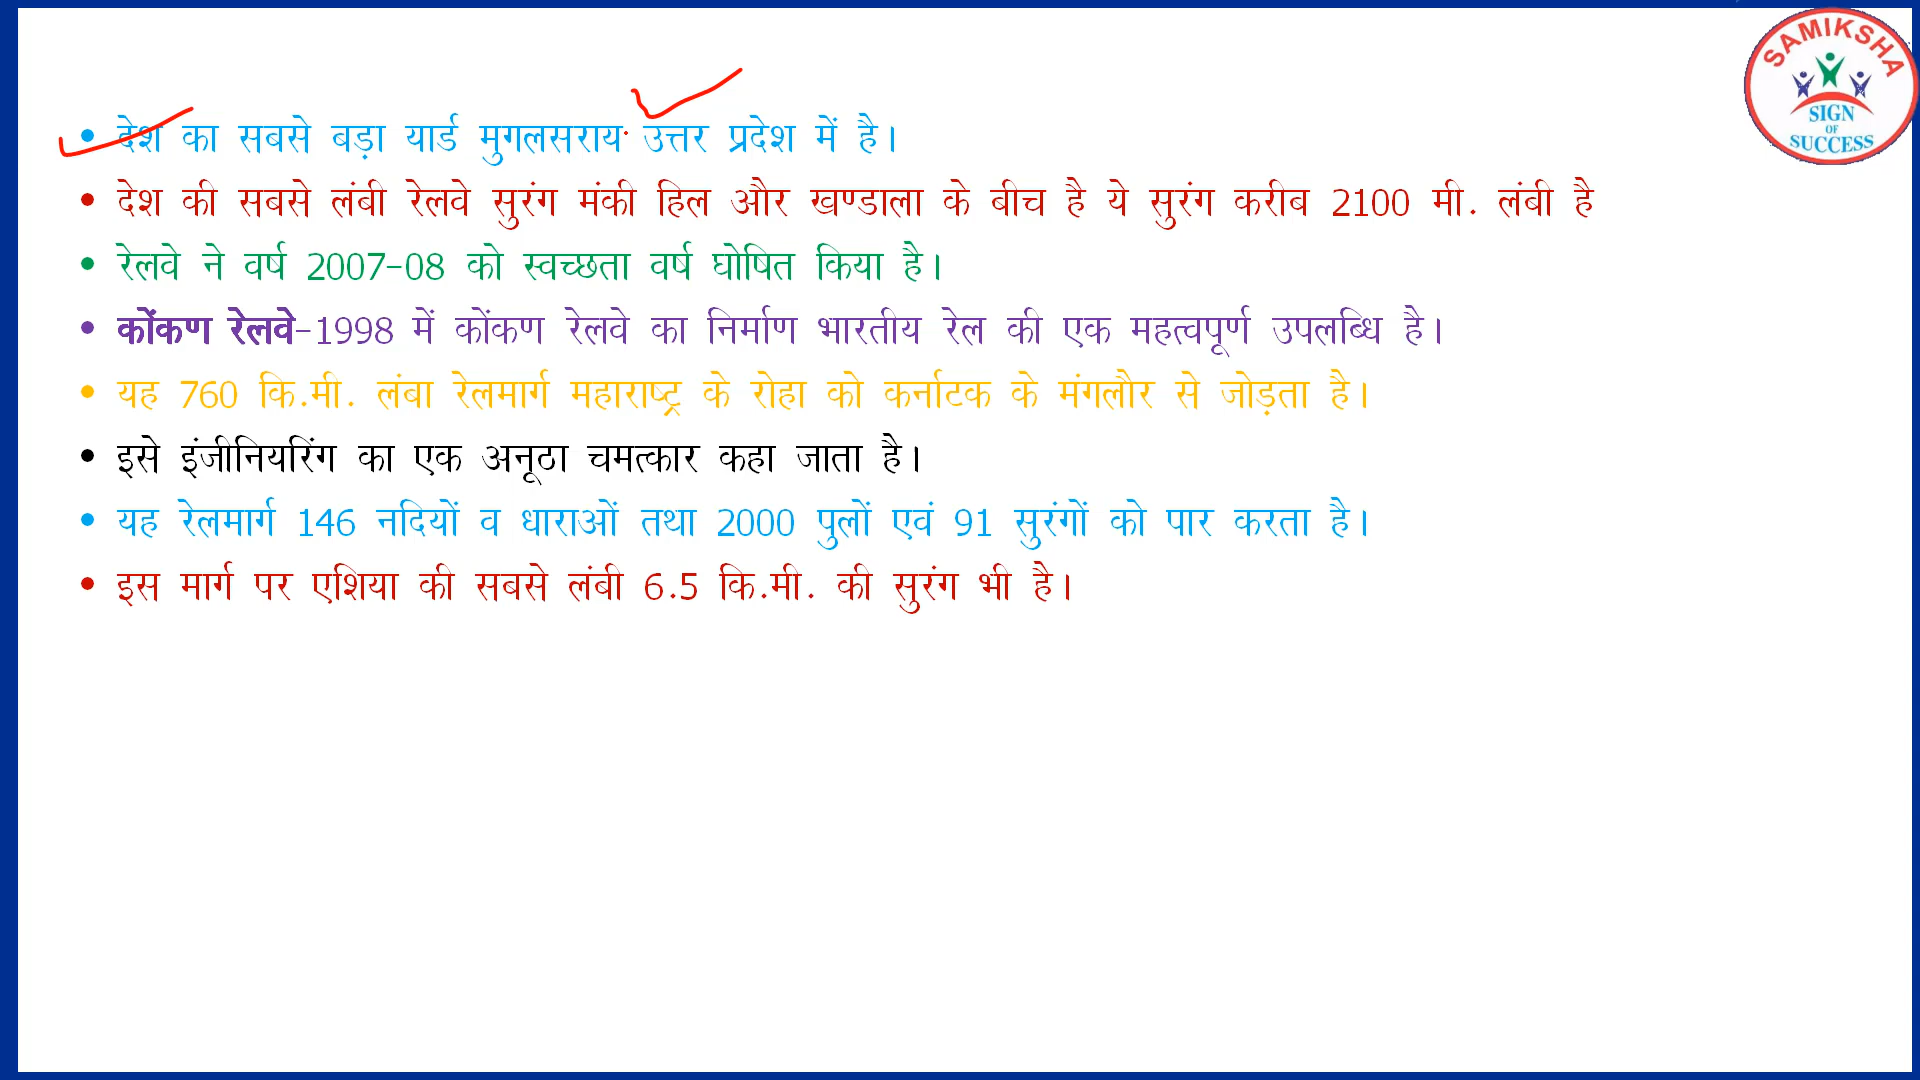 SAMIKSHA
SIGN
OF
SUCCESS
• देश का सबसे बड़ा यार्ड मुगलसराय उत्तर प्रदेश में है।
• देश की सबसे लंबी रेलवे सुरंग मंकी हिल और खण्डाला के बीच है ये सुरंग करीब 2100 मी. लंबी है
• रेलवे ने वर्ष 2007-08 को स्वच्छता वर्ष घोषित किया है।
• कोंकण रेलवे-1998 में कोंकण रेलवे का निर्माण भारतीय रेल की एक महत्वपूर्ण उपलब्धि है।
• यह 760 कि.मी. लंबा रेलमार्ग महाराष्ट्र के रोहा को कर्नाटक के मंगलौर से जोड़ता है।
• इसे इंजीनियरिंग का एक अनूठा चमत्कार कहा जाता है।
• यह रेलमार्ग 146 नदियों व धाराओं तथा 2000 पुलों एवं 91 सुरंगों को पार करता है।
• इस मार्ग पर एशिया की सबसे लंबी 6.5 कि.मी. की सुरंग भी है।